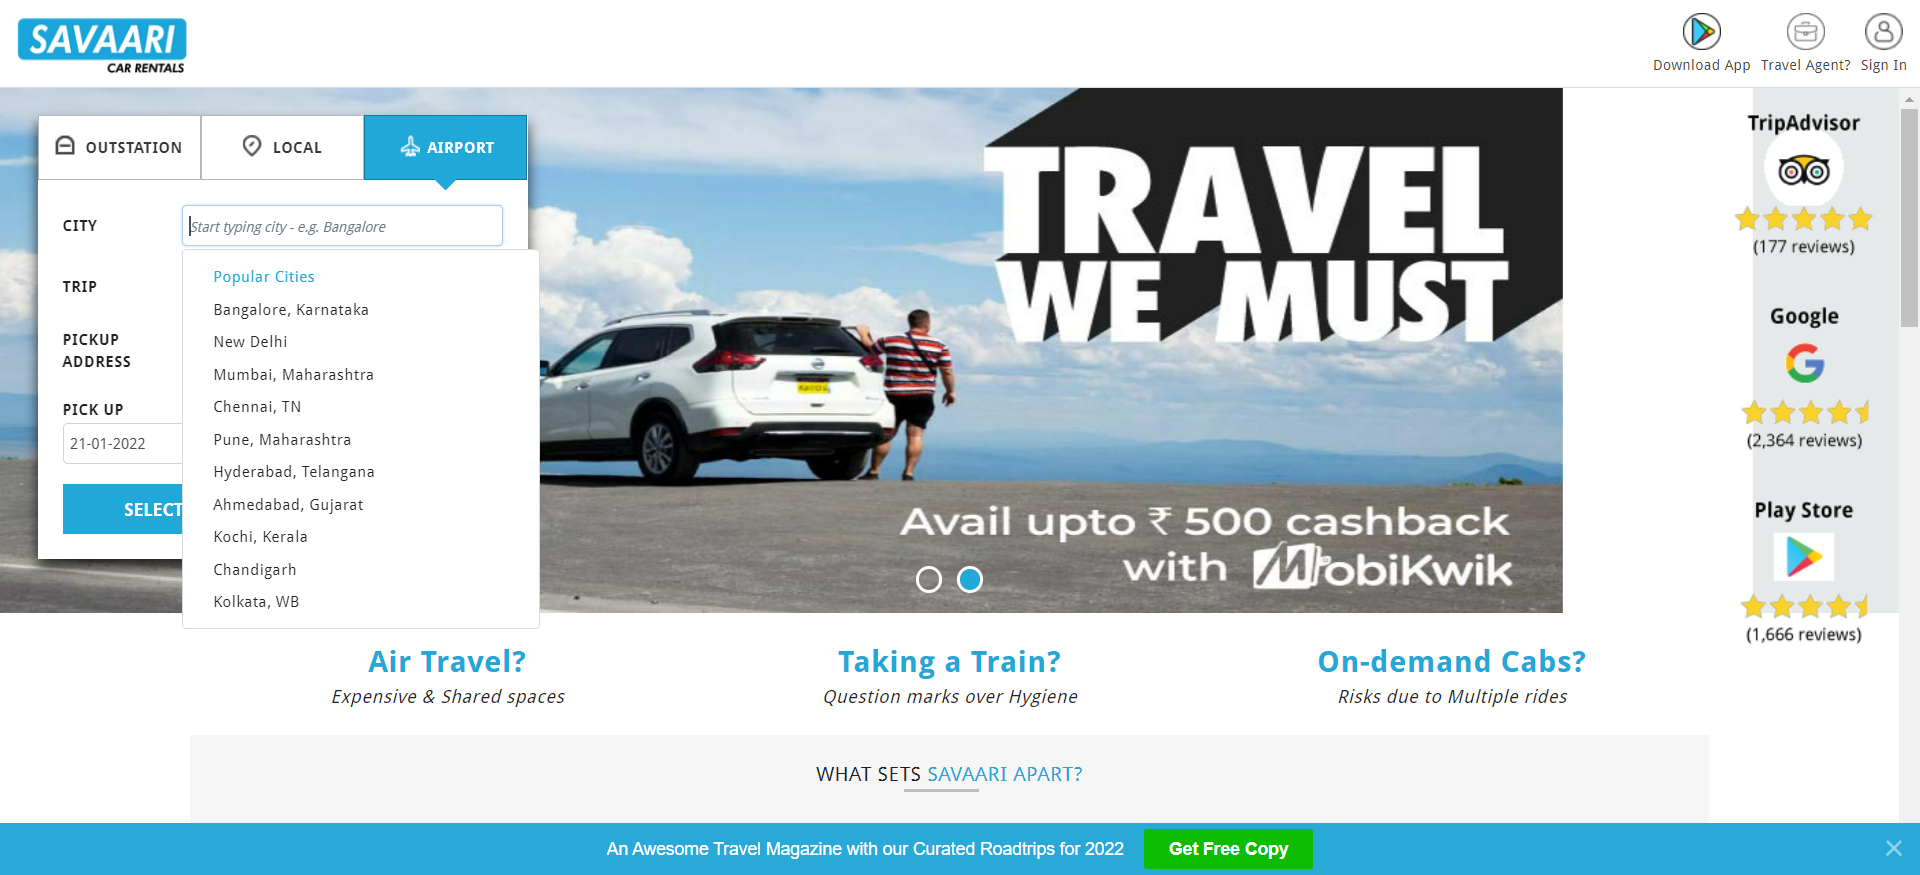 SAVAARI
CAR RENTALS
Download App
Travel Agent?
Sign In
OUTSTATION
LOCAL
AIRPORT
CITY
Start typing city - e.g. Bangalore
Popular Cities
Bangalore, Karnataka
New Delhi
Mumbai, Maharashtra
Chennai, TN
Pune, Maharashtra
Hyderabad, Telangana
Ahmedabad, Gujarat
Kochi, Kerala
Chandigarh
Kolkata, WB
TRIP
PICKUP
ADDRESS
PICK UP
21-01-2022
SELECT
TRAVEL
WE MUST
Avail upto ₹ 500 cashback
with MobiKwik
TripAdvisor
(177 reviews)
Google
(2,364 reviews)
Play Store
(1,666 reviews)
Air Travel?
Expensive & Shared spaces
Taking a Train?
Question marks over Hygiene
On-demand Cabs?
Risks due to Multiple rides
WHAT SETS SAVAARI APART?
An Awesome Travel Magazine with our Curated Roadtrips for 2022
Get Free Copy